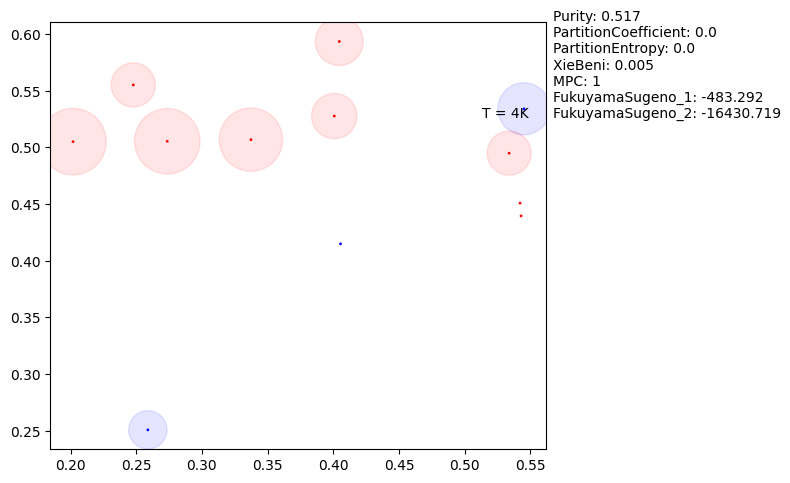 Purity: 0.517
PartitionCoefficient: 0.0
PartitionEntropy: 0.0
XieBeni: 0.005
MPC: 1
FukuyamaSugeno_1: -483.292
FukuyamaSugeno_2: -16430.719
T = 4K
0.60
0.55
0.50
0.45
0.40
0.35
0.30
0.25
0.20 0.25 0.30 0.35 0.40 0.45 0.50 0.55